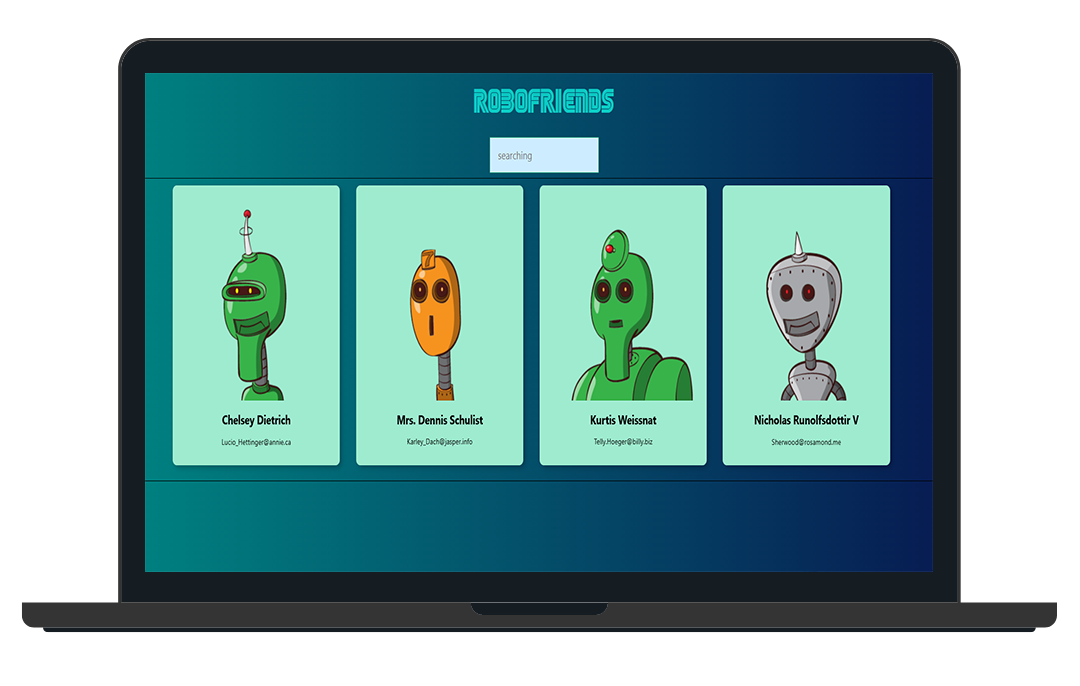 ROBOFRIENDS
searching
Chelsey Dietrich
Lucio_Hettinger@annie.ca
7
Mrs. Dennis Schulist
Karley_Dach@jasper.info
Kurtis Weissnat
Telly.Hoeger@billy.biz
Nicholas Runolfsdottir V
Sherwood@rosamond.me